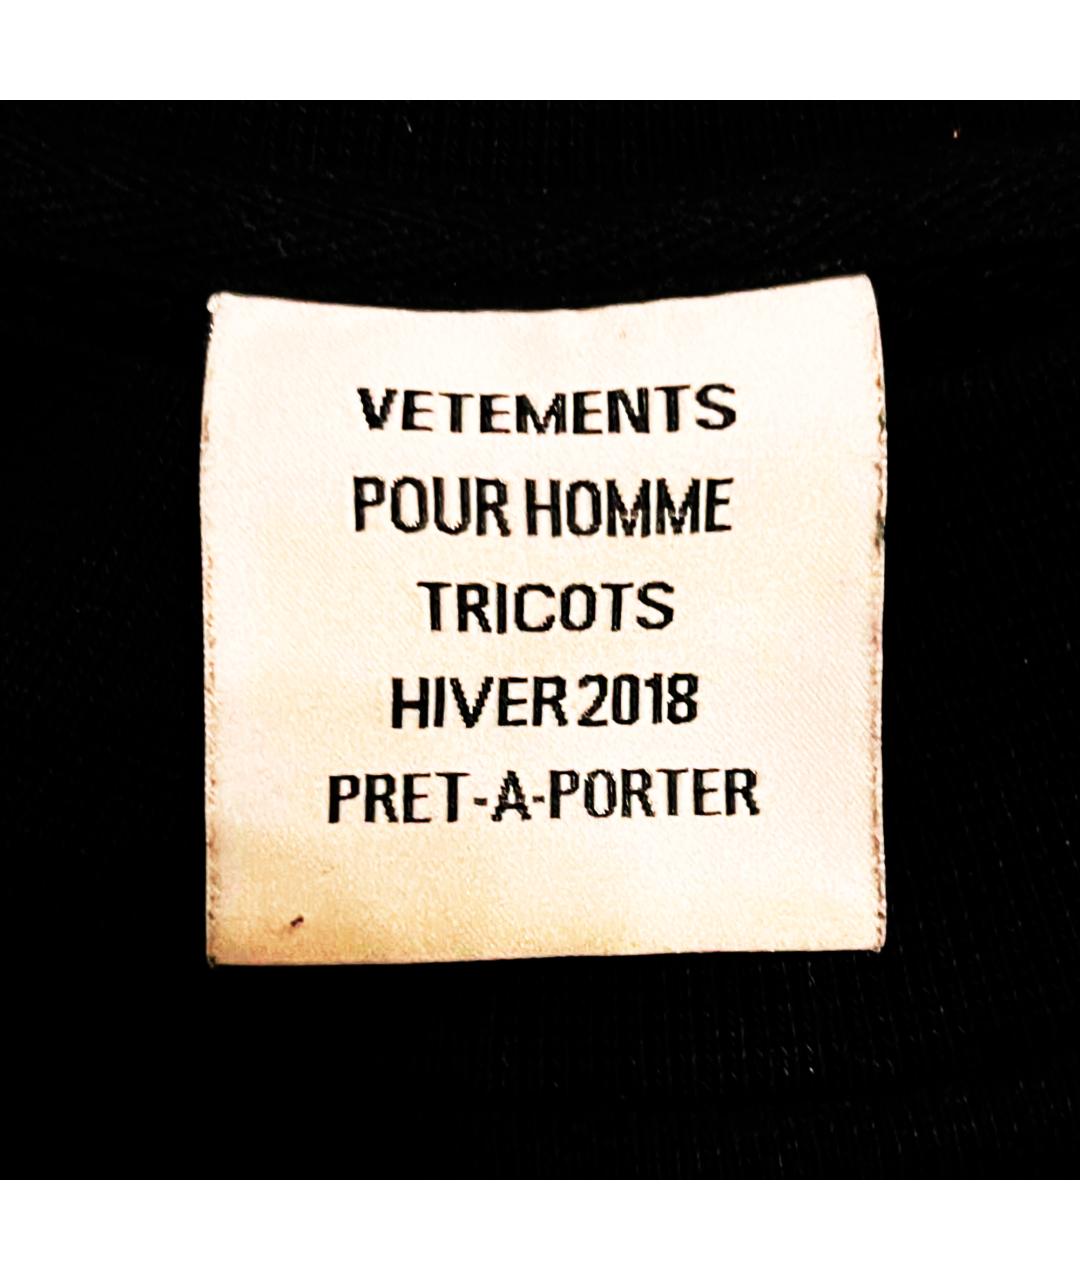 VETEMENTS
POUR HOMME
TRICOTS
HIVER 2018
PRET-A-PORTER